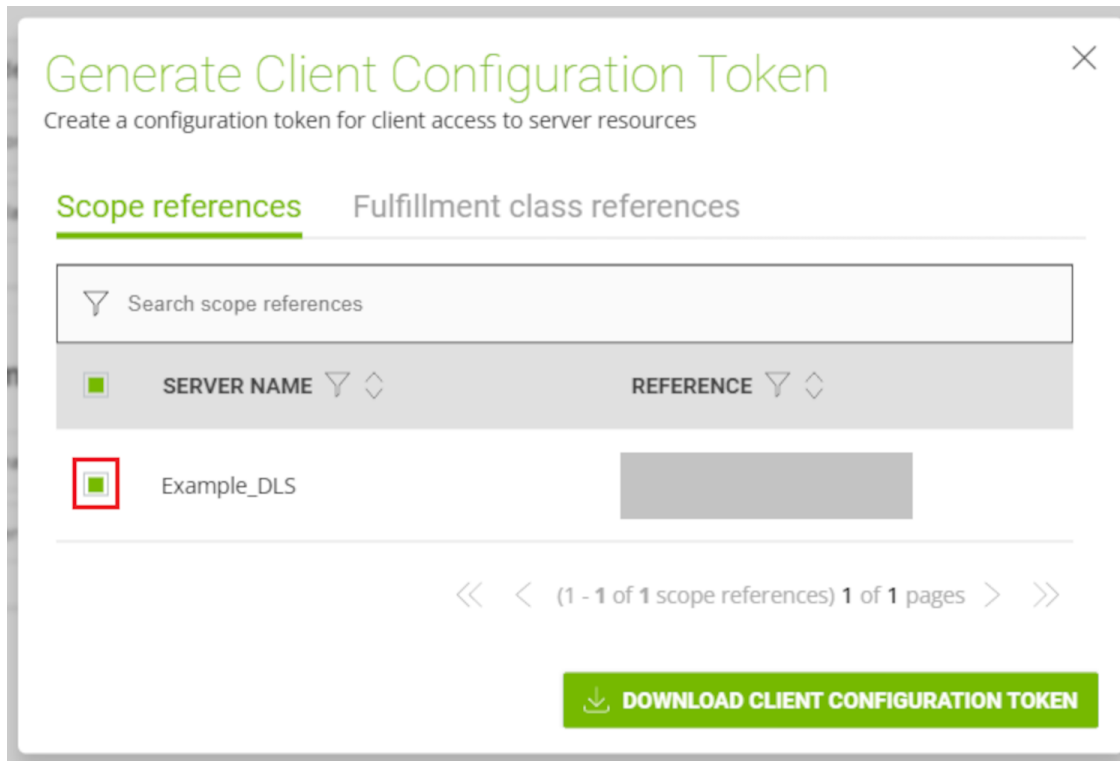 Generate Client Configuration Token
Create a configuration token for client access to server resources
Scope references Fulfillment class references
Search scope references
SERVER NAME REFERENCE
Example_DLS
(1 - 1 of 1 scope references) 1 of 1 pages
DOWNLOAD CLIENT CONFIGURATION TOKEN